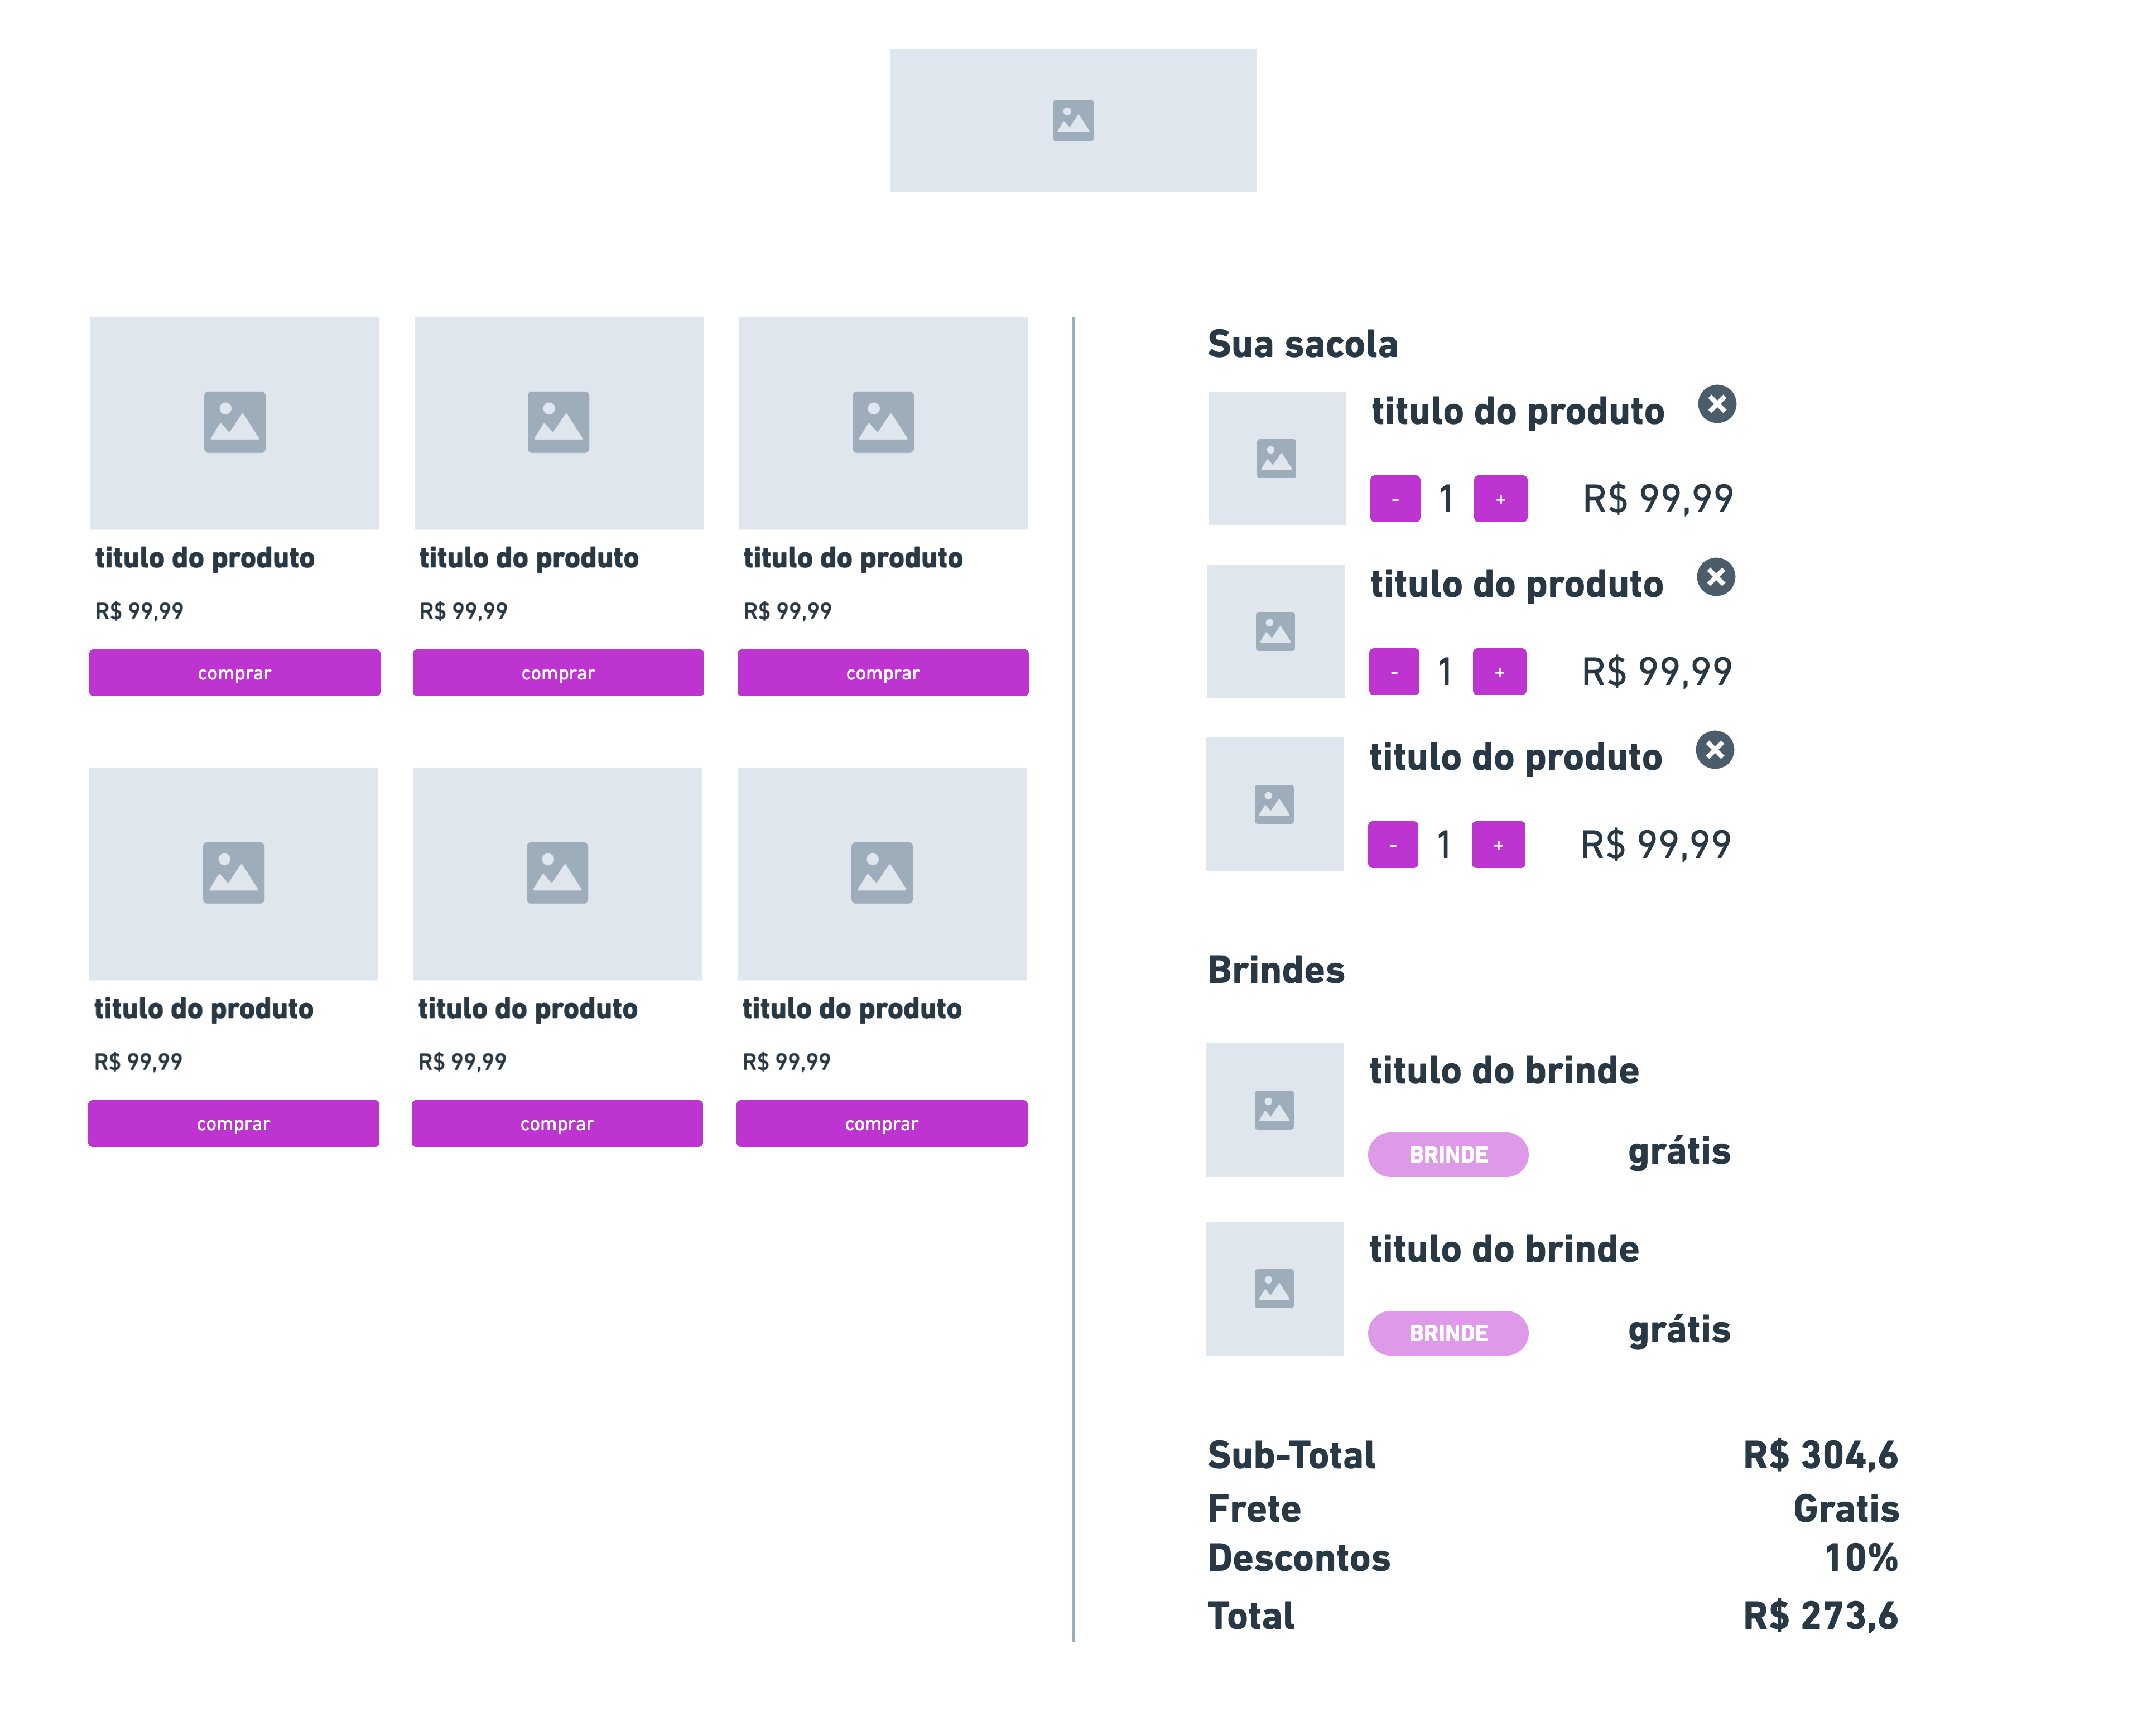 titulo do produto titulo do produto titulo do produto
R$ 99,99 R$ 99,99 R$ 99,99
comprar comprar comprar
titulo do produto titulo do produto titulo do produto
R$ 99,99 R$ 99,99 R$ 99,99
comprar comprar comprar
Sua sacola
titulo do produto
- 1 + R$ 99,99
titulo do produto
- 1 + R$ 99,99
titulo do produto
- 1 + R$ 99,99
Brindes
titulo do brinde
BRINDE grátis
titulo do brinde
BRINDE grátis
Sub-Total R$ 304,6
Frete Gratis
Descontos 10%
Total R$ 273,6